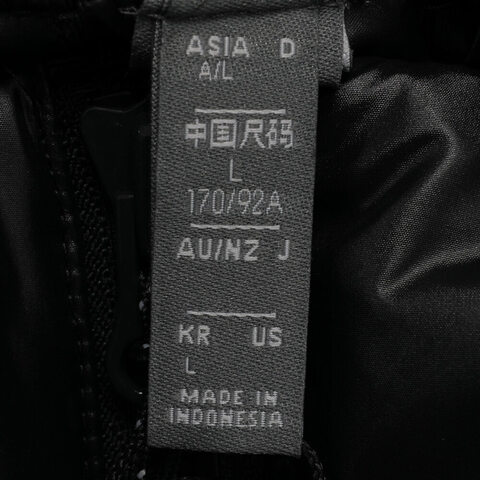 ASIA D
A/L
中国尺码
L
170/92A
AU/NZ J
KR US
L
MADE IN
INDONESIA